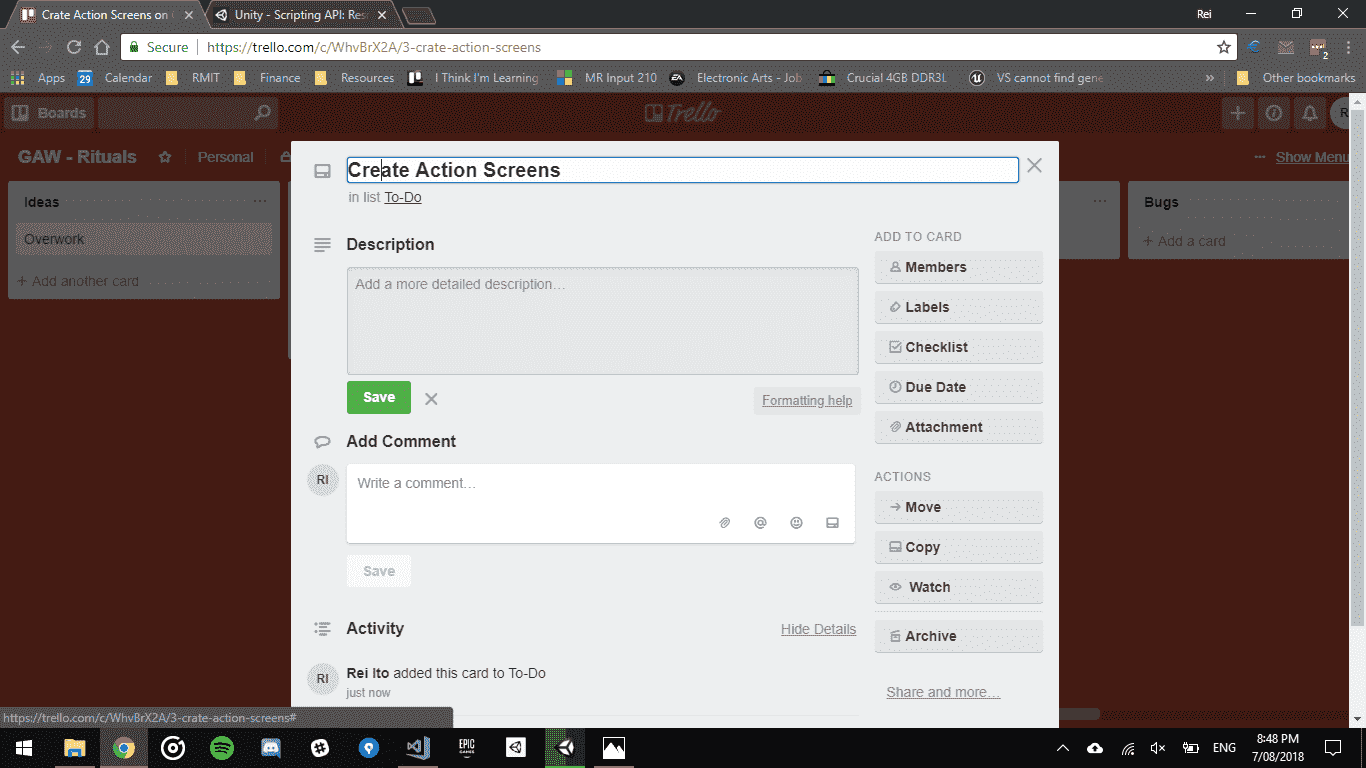 Crate Action Screens on
Unity - Scripting API: Res
Rei
Secure
https://trello.com/c/WhvBrX2A/3-crate-action-screens
2
Apps
29
Calendar
RMIT
Finance
Resources
I Think I'm Learning
MR Input 210
EA
Electronic Arts - Job
Crucial 4GB DDR3L
VS cannot find gene
»
Other bookmarks
Boards
Trello
R
GAW - Rituals
Personal
Show Menu
Ideas
Overwork
+ Add another card
Bugs
+ Add a card
Create Action Screens
in list To-Do
Description
Add a more detailed description…
Save
Formatting help
Add Comment
RI
Write a comment…
@
Save
Activity
Hide Details
RI
Rei Ito added this card to To-Do
just now
ADD TO CARD
Members
Labels
Checklist
Due Date
Attachment
ACTIONS
Move
Copy
Watch
Archive
Share and more…
https://trello.com/c/WhvBrX2A/3-crate-action-screens#
EPIC
GAMES
ENG
8:48 PM
7/08/2018